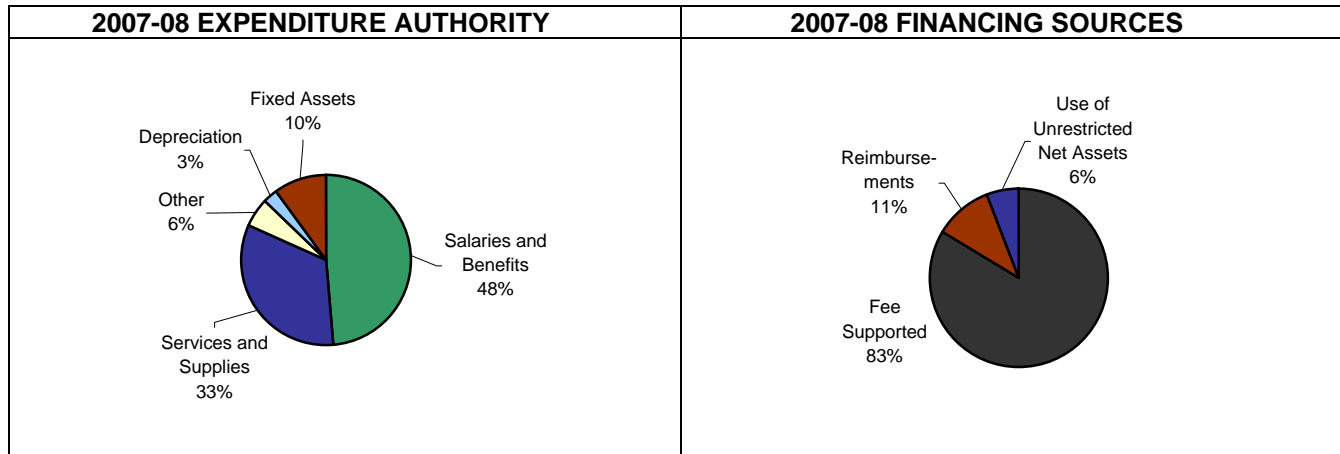 2007-08 EXPENDITURE AUTHORITY
Fixed Assets
10%
Depreciation
3%
Other
6%
Salaries and
Benefits
48%
Services and
Supplies
33%
2007-08 FINANCING SOURCES
Use of
Unrestricted
Net Assets
6%
Reimburse-
ments
11%
Fee
Supported
83%